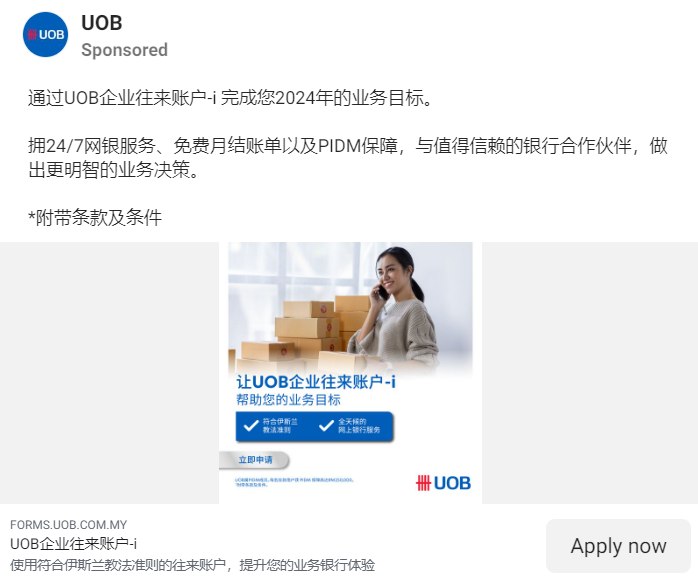 UOB
UOB
Sponsored
通过UOB企业往来账户-i 完成您2024年的业务目标。
拥24/7网银服务、免费月结账单以及PIDM保障，与值得信赖的银行合作伙伴，做
出更明智的业务决策。
*附带条款及条件
让UOB企业往来账户-i
帮助您的业务目标
符合伊斯兰
教法准则
全天候的
网上银行服务
立即申请
UOB
FORMS.UOB.COM.MY
UOB企业往来账户-i
使用符合伊斯兰教法准则的往来账户，提升您的业务银行体验
Apply now